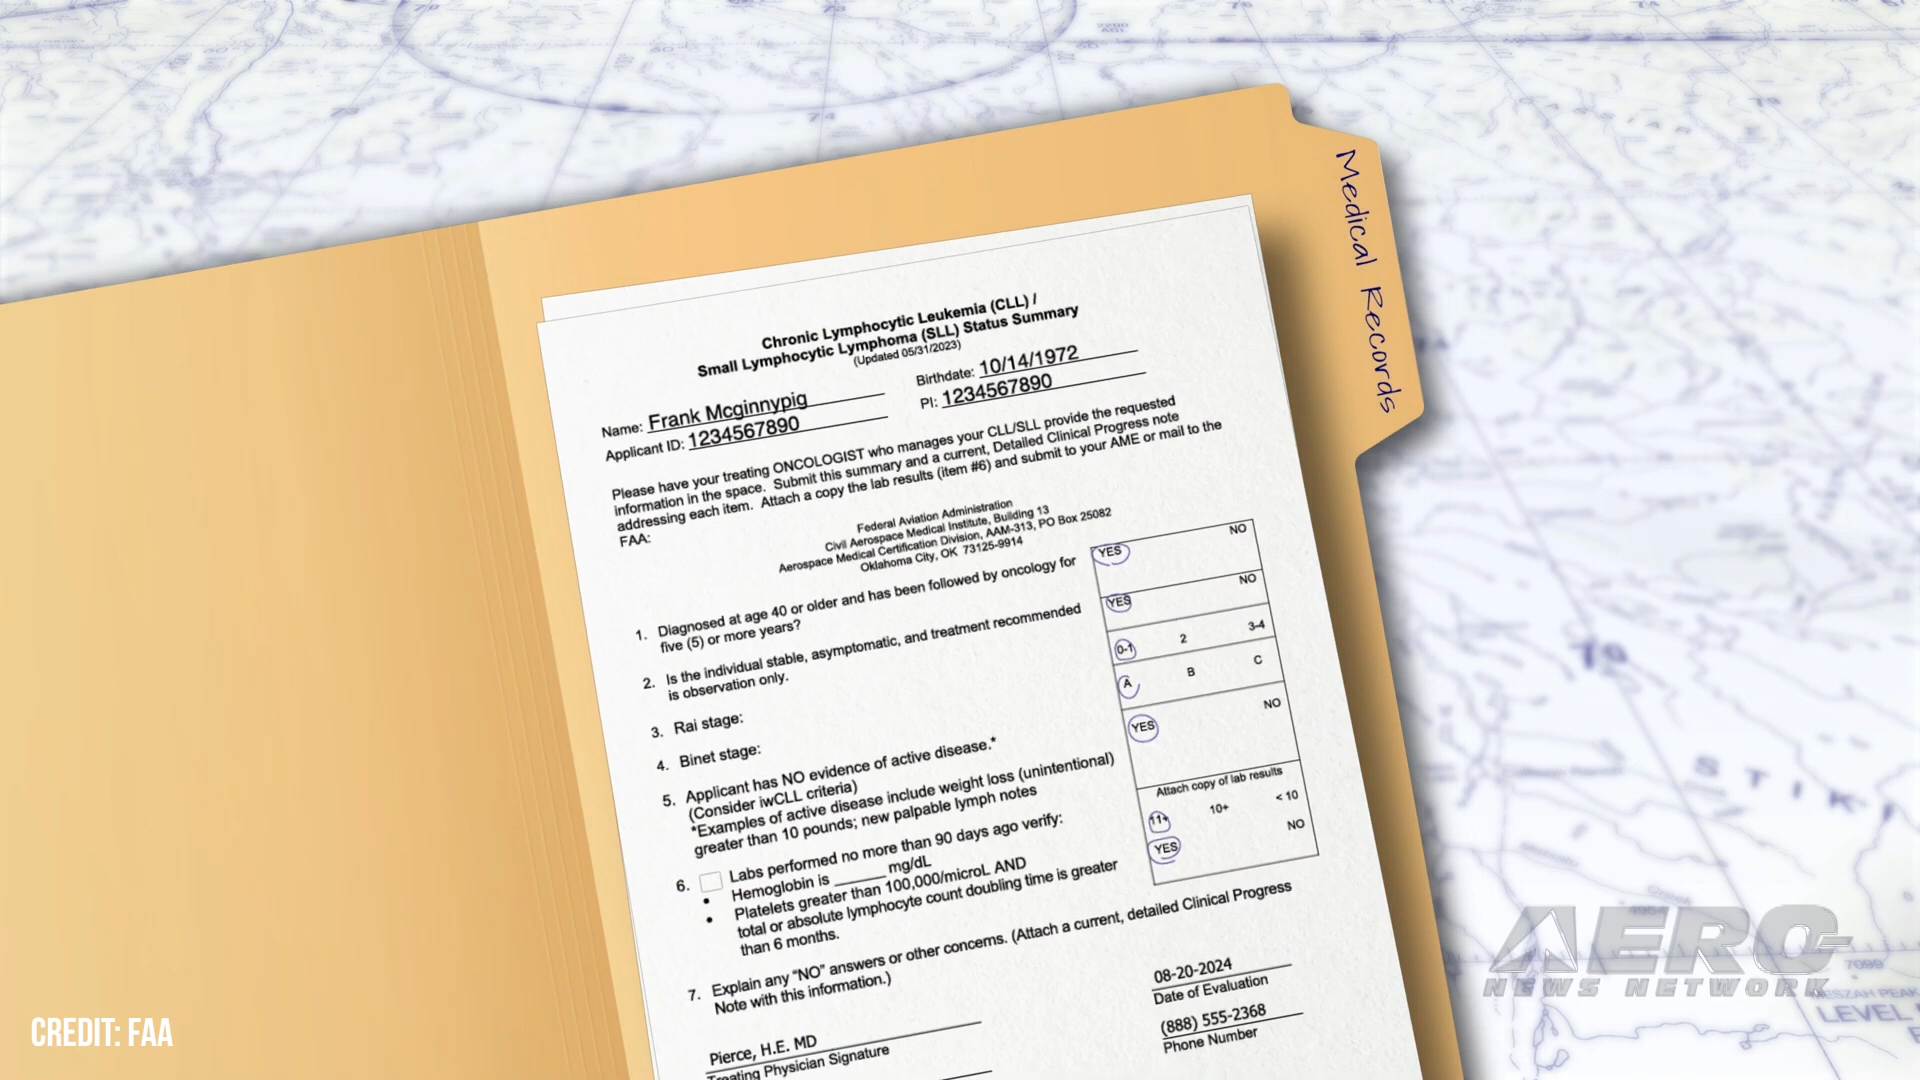 Medical Records
Chronic Lymphocytic Leukemia (CLL) /
Small Lymphocytic Lymphoma (SLL) Status Summary
(Updated 05/31/2023)
Name: Frank Mcginnypig
Birthdate: 10/14/1972
Applicant ID: 1234567890
PI: 1234567890
Please have your treating ONCOLOGIST who manages your CLL/SLL provide the requested
information in the space. Submit this summary and a current, Detailed Clinical Progress note
addressing each item. Attach a copy the lab results (item #6) and submit to your AME or mail to the
FAA:
Federal Aviation Administration
Civil Aerospace Medical Institute, Building 13
Aerospace Medical Certification Division, AAM-313, PO Box 25082
Oklahoma City, OK 73125-9914
1. Diagnosed at age 40 or older and has been followed by oncology for
five (5) or more years?
YES NO
2. Is the individual stable, asymptomatic, and treatment recommended
is observation only.
YES NO
3. Rai stage:
0-1 2 3-4
4. Binet stage:
A B C
5. Applicant has NO evidence of active disease.*
(Consider iwCLL criteria)
*Examples of active disease include weight loss (unintentional)
greater than 10 pounds; new palpable lymph notes
YES NO
6. Labs performed no more than 90 days ago verify:
• Hemoglobin is ______ mg/dL
• Platelets greater than 100,000/microL AND
total or absolute lymphocyte count doubling time is greater
than 6 months.
Attach copy of lab results
11+ 10+ < 10
YES NO
7. Explain any “NO” answers or other concerns. (Attach a current, detailed Clinical Progress
Note with this information.)
Pierce, H.E. MD
Treating Physician Signature
08-20-2024
Date of Evaluation
(888) 555-2368
Phone Number
79
STIKI
AERO
NEWS NETWORK
7099
LEVEL
CREDIT: FAA